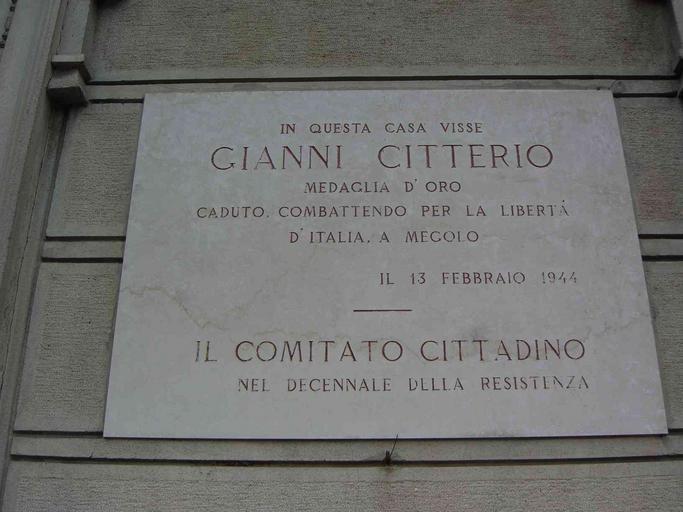 IN QUESTA CASA VISSE
GIANNI CITTERIO
MEDAGLIA D'ORO
CADUTO, COMBATTENDO PER LA LIBERTÁ
D'ITALIA, A MEGOLO
IL 13 FEBBRAIO 1944
IL COMITATO CITTADINO
NEL DECENNALE DELLA RESISTENZA